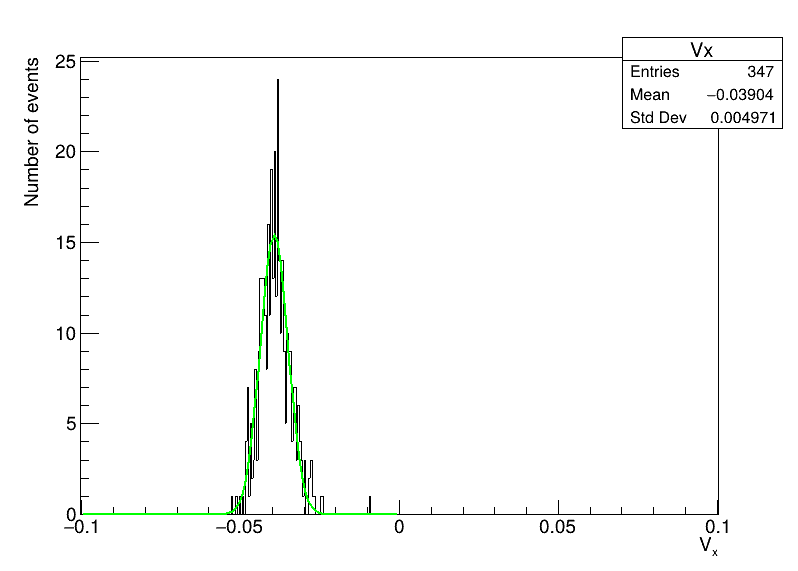 Vx
Entries 347
Mean −0.03904
Std Dev 0.004971
Number of events
25
20
15
10
5
0
−0.1 −0.05 0 0.05 0.1
Vx